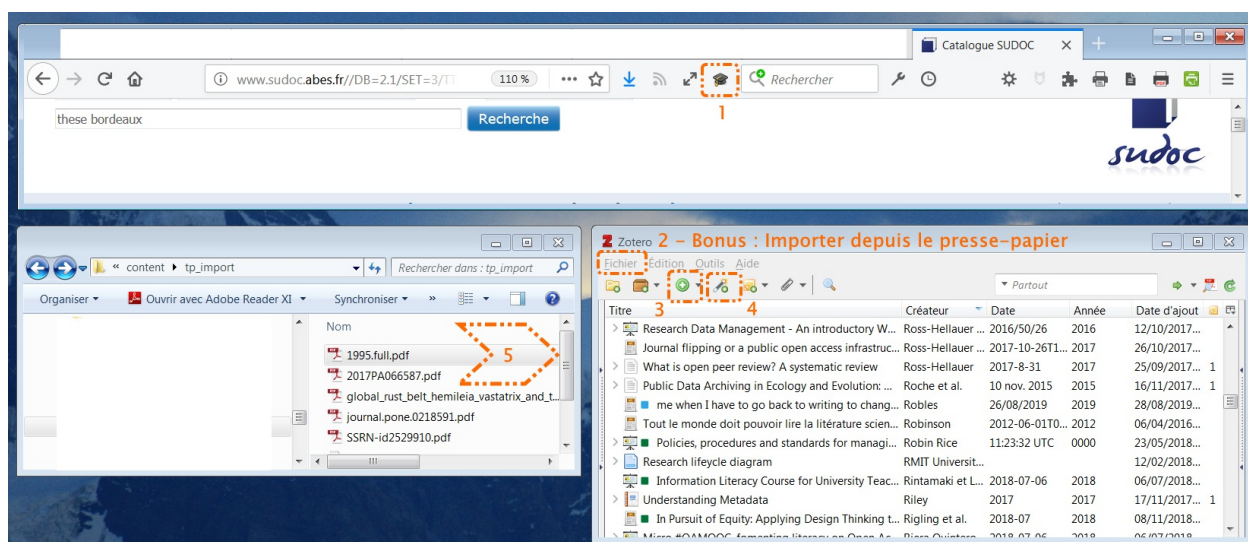 Catalogue SUDOC
www.sudoc.abes.fr//DB=2.1/SET=3/T
110 %
Rechercher
1
these bordeaux
Recherche
sudoc
« content tp_import
Rechercher dans : tp_import
Organiser
Ouvrir avec Adobe Reader XI
Synchroniser
»
Nom
1995.full.pdf
2017PA066587.pdf
global_rust_belt_hemileia_vastatrix_and_t...
journal.pone.0218591.pdf
SSRN-id2529910.pdf
5
Zotero 2 – Bonus : Importer depuis le presse-papier
Fichier Édition Outils Aide
Partout
3 4
Titre Créateur Date Année Date d'ajout
Research Data Management - An introductory W... Ross-Hellauer ... 2016/50/26 2016 12/10/2017...
Journal flipping or a public open access infrastruc... Ross-Hellauer ... 2017-10-26T1... 2017 26/10/2017...
What is open peer review? A systematic review Ross-Hellauer 2017-8-31 2017 25/09/2017... 1
Public Data Archiving in Ecology and Evolution: ... Roche et al. 10 nov. 2015 2015 16/11/2017... 1
me when I have to go back to writing to chang... Robles 26/08/2019 2019 28/08/2019...
Tout le monde doit pouvoir lire la litérature scien... Robinson 2012-06-01T0... 2012 06/04/2016...
Policies, procedures and standards for managi... Robin Rice 11:23:32 UTC 0000 23/05/2018...
Research lifeycle diagram RMIT Universit... 12/02/2018...
Information Literacy Course for University Teac... Rintamaki et L... 2018-07-06 2018 06/07/2018...
Understanding Metadata Riley 2017 2017 17/11/2017... 1
In Pursuit of Equity: Applying Design Thinking t... Rigling et al. 2018-07 2018 08/11/2018...